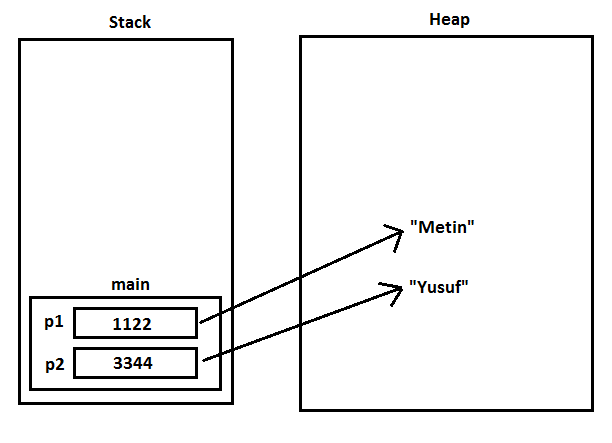 Stack
Heap
"Metin"
"Yusuf"
main
p1
1122
p2
3344